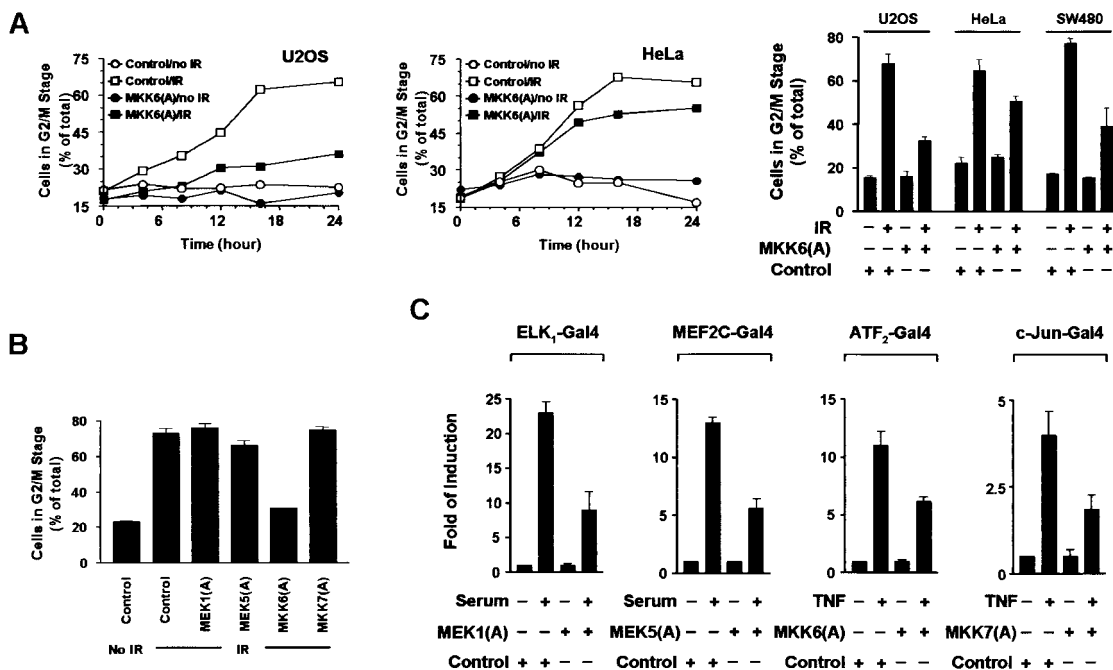 A
U2OS
Control/no IR
Control/IR
MKK6(A)/no IR
MKK6(A)/IR
Cells in G2/M Stage
(% of total)
75
60
45
30
15
0 6 12 18 24
Time (hour)
HeLa
Control/no IR
Control/IR
MKK6(A)/no IR
MKK6(A)/IR
Cells in G2/M Stage
(% of total)
75
60
45
30
15
0 6 12 18 24
Time (hour)
U2OS HeLa SW480
Cells in G2/M Stage
(% of total)
80
60
40
20
0
IR – + – + – + – + – + – +
MKK6(A) – – + + – – + + – – + +
Control + + – – + + – – + + – –
B
Cells in G2/M Stage
(% of total)
80
60
40
20
0
Control Control MEK1(A) MEK5(A) MKK6(A) MKK7(A)
No IR IR
C
ELK1-Gal4 MEF2C-Gal4 ATF2-Gal4 c-Jun-Gal4
Fold of Induction
25
20
15
10
5
0
Serum – + – +
MEK1(A) – – + +
Control + + – –
15
10
5
0
Serum – + – +
MEK5(A) – – + +
Control + + – –
15
10
5
0
TNF – + – +
MKK6(A) – – + +
Control + + – –
5
2.5
0
TNF – + – +
MKK7(A) – – + +
Control + + – –